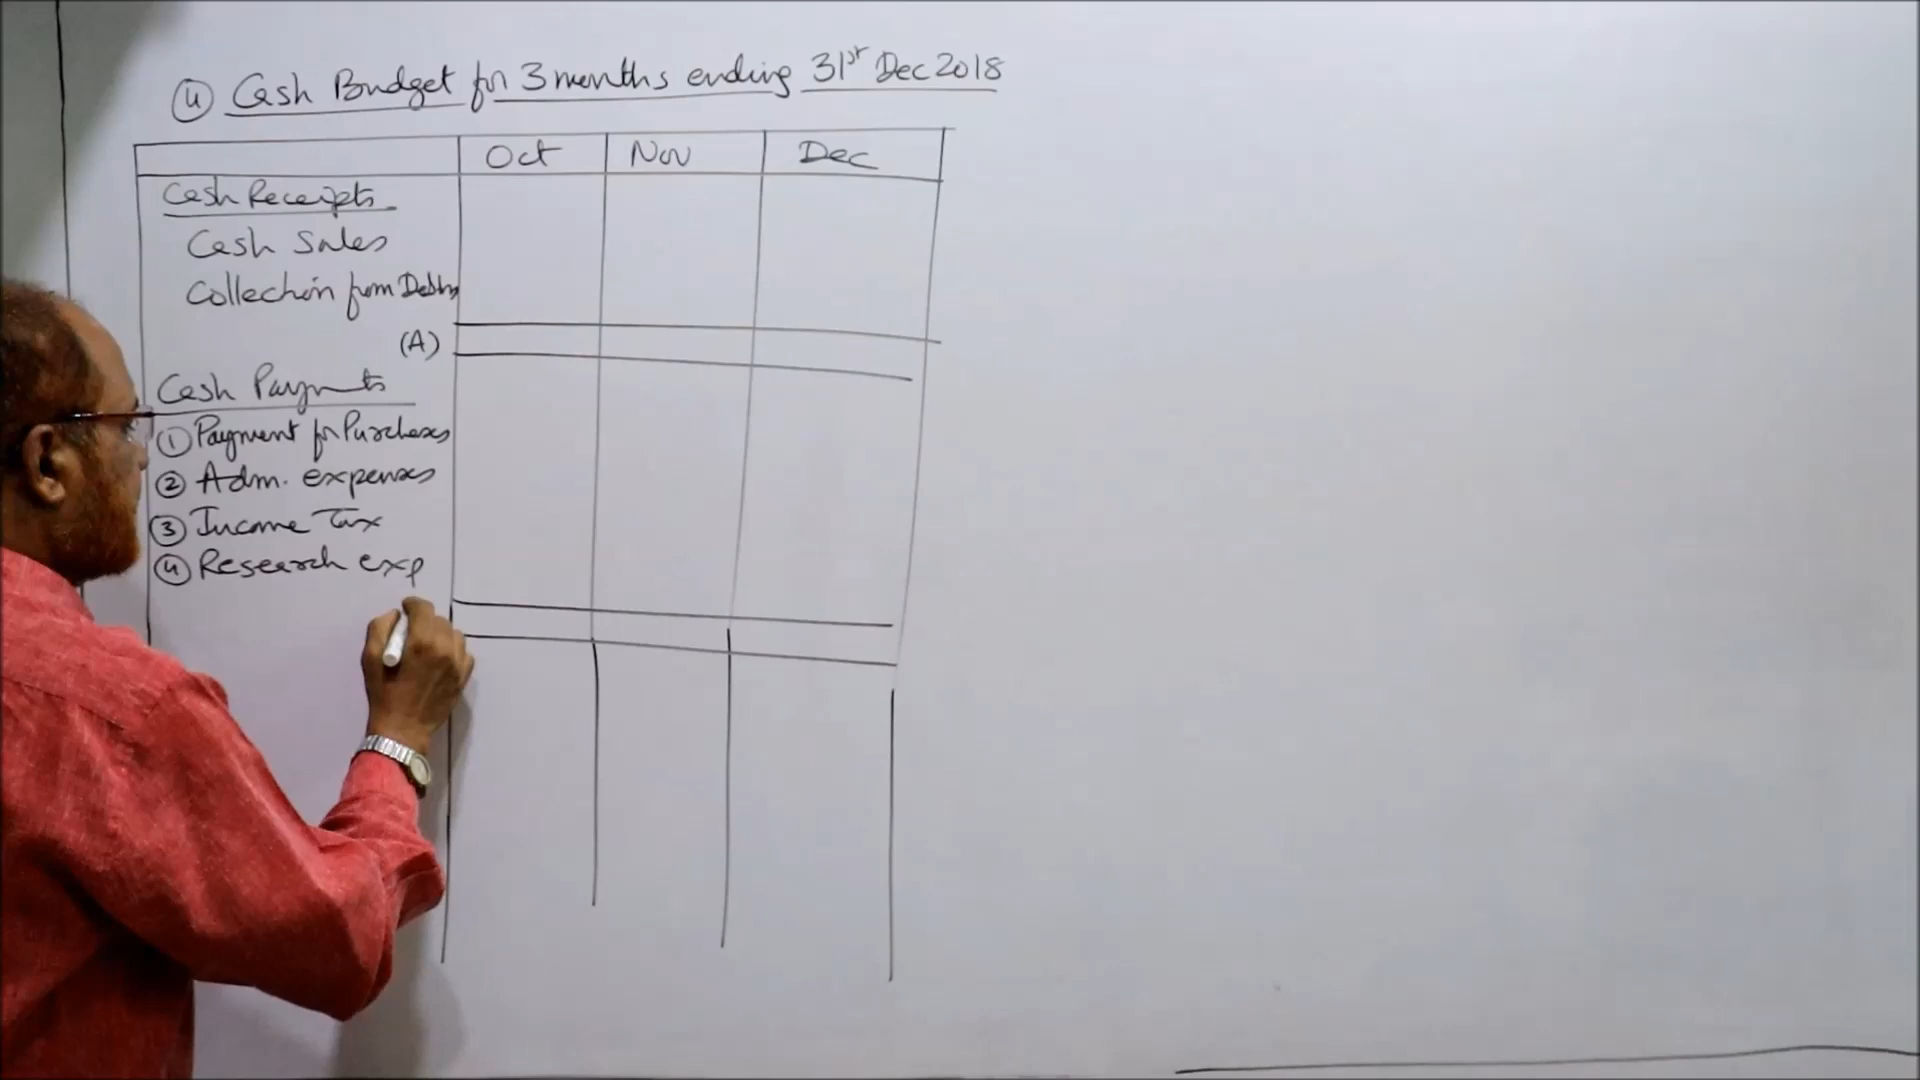 ④ Cash Budget for 3 months ending 31st Dec 2018
Oct Nov Dec
Cash Receipts
Cash Sales
Collection from Debtors
(A)
Cash Payments
① Payment for Purchases
② Adm. expenses
③ Income Tax
④ Research exp